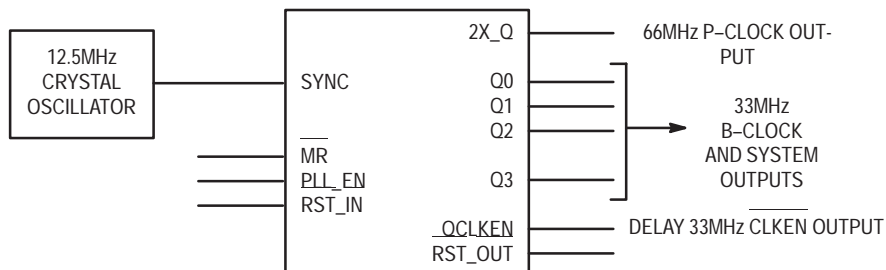 12.5MHz
CRYSTAL
OSCILLATOR
SYNC
MR
PLL_EN
RST_IN
2X_Q
Q0
Q1
Q2
Q3
QCLKEN
RST_OUT
66MHz P–CLOCK OUT-
PUT
33MHz
B–CLOCK
AND SYSTEM
OUTPUTS
DELAY 33MHz CLKEN OUTPUT